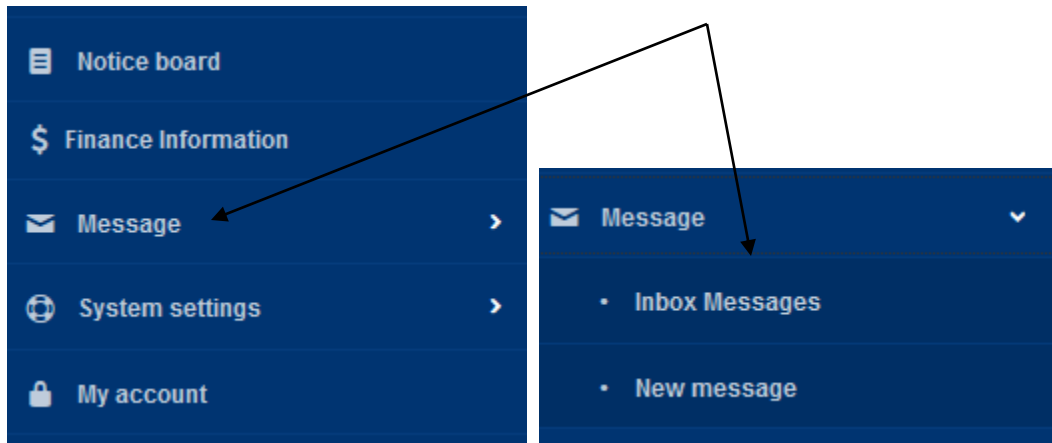 Notice board
$ Finance Information
Message
System settings
My account
Message
• Inbox Messages
• New message